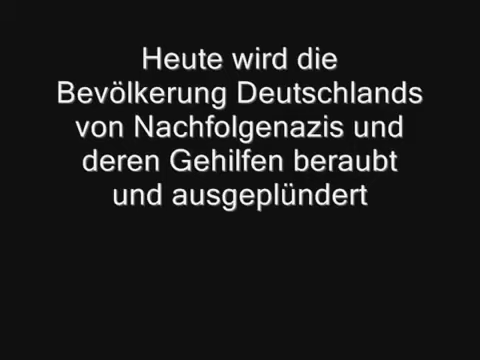 Heute wird die
Bevölkerung Deutschlands
von Nachfolgenazis und
deren Gehilfen beraubt
und ausgeplündert